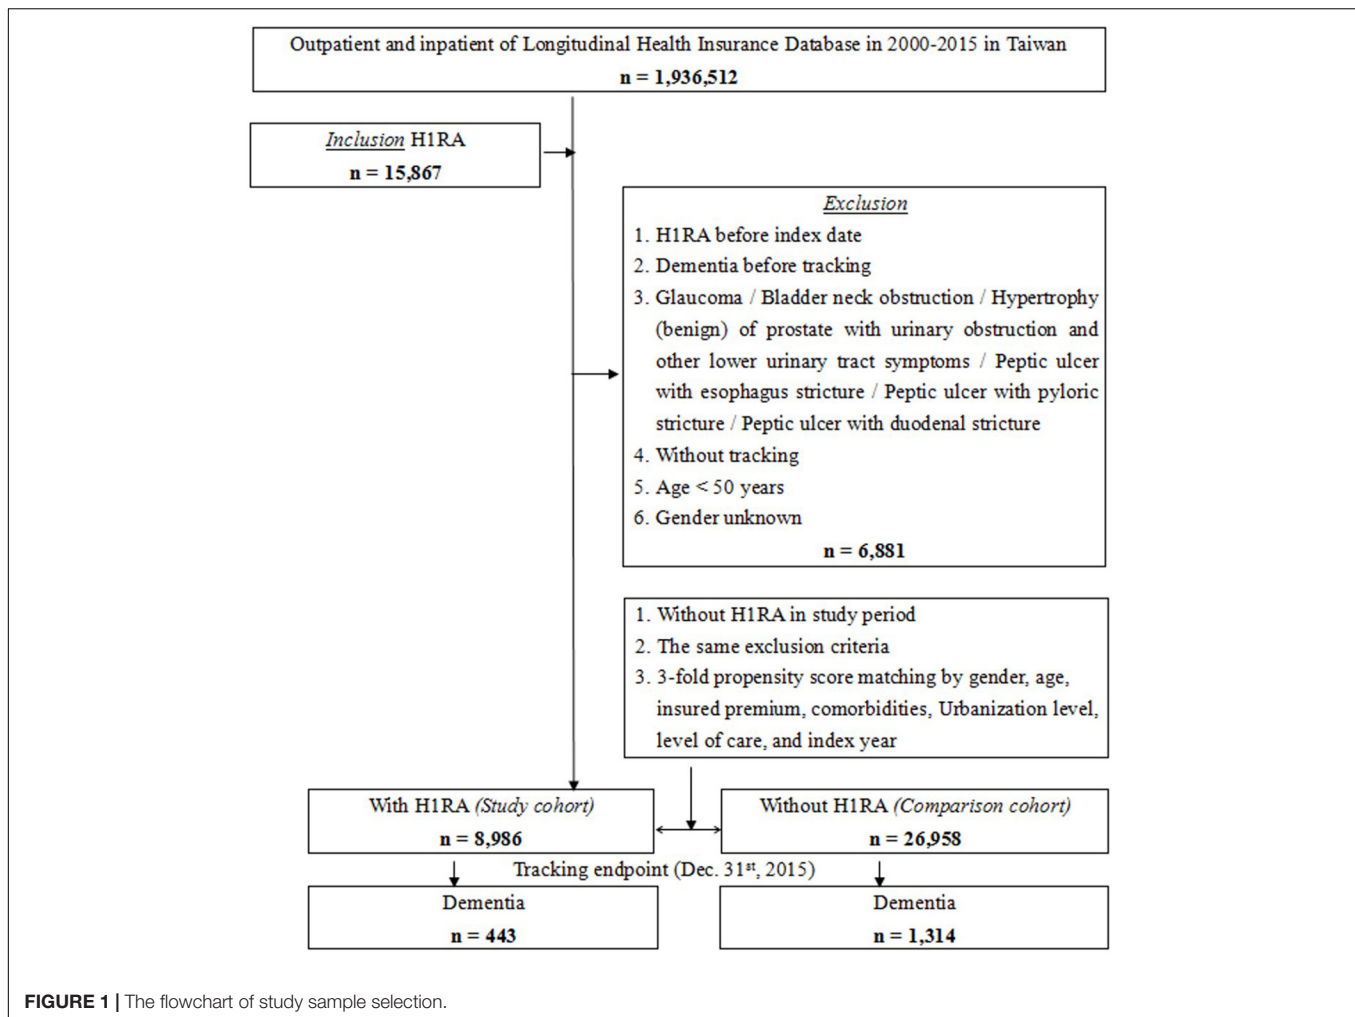 Outpatient and inpatient of Longitudinal Health Insurance Database in 2000-2015 in Taiwan
n = 1,936,512
Inclusion H1RA
n = 15,867
Exclusion
1. H1RA before index date
2. Dementia before tracking
3. Glaucoma / Bladder neck obstruction / Hypertrophy
(benign) of prostate with urinary obstruction and
other lower urinary tract symptoms / Peptic ulcer
with esophagus stricture / Peptic ulcer with pyloric
stricture / Peptic ulcer with duodenal stricture
4. Without tracking
5. Age < 50 years
6. Gender unknown
n = 6,881
1. Without H1RA in study period
2. The same exclusion criteria
3. 3-fold propensity score matching by gender, age,
insured premium, comorbidities, Urbanization level,
level of care, and index year
With H1RA (Study cohort)
n = 8,986
Without H1RA (Comparison cohort)
n = 26,958
Tracking endpoint (Dec. 31st, 2015)
Dementia
n = 443
Dementia
n = 1,314
FIGURE 1 | The flowchart of study sample selection.